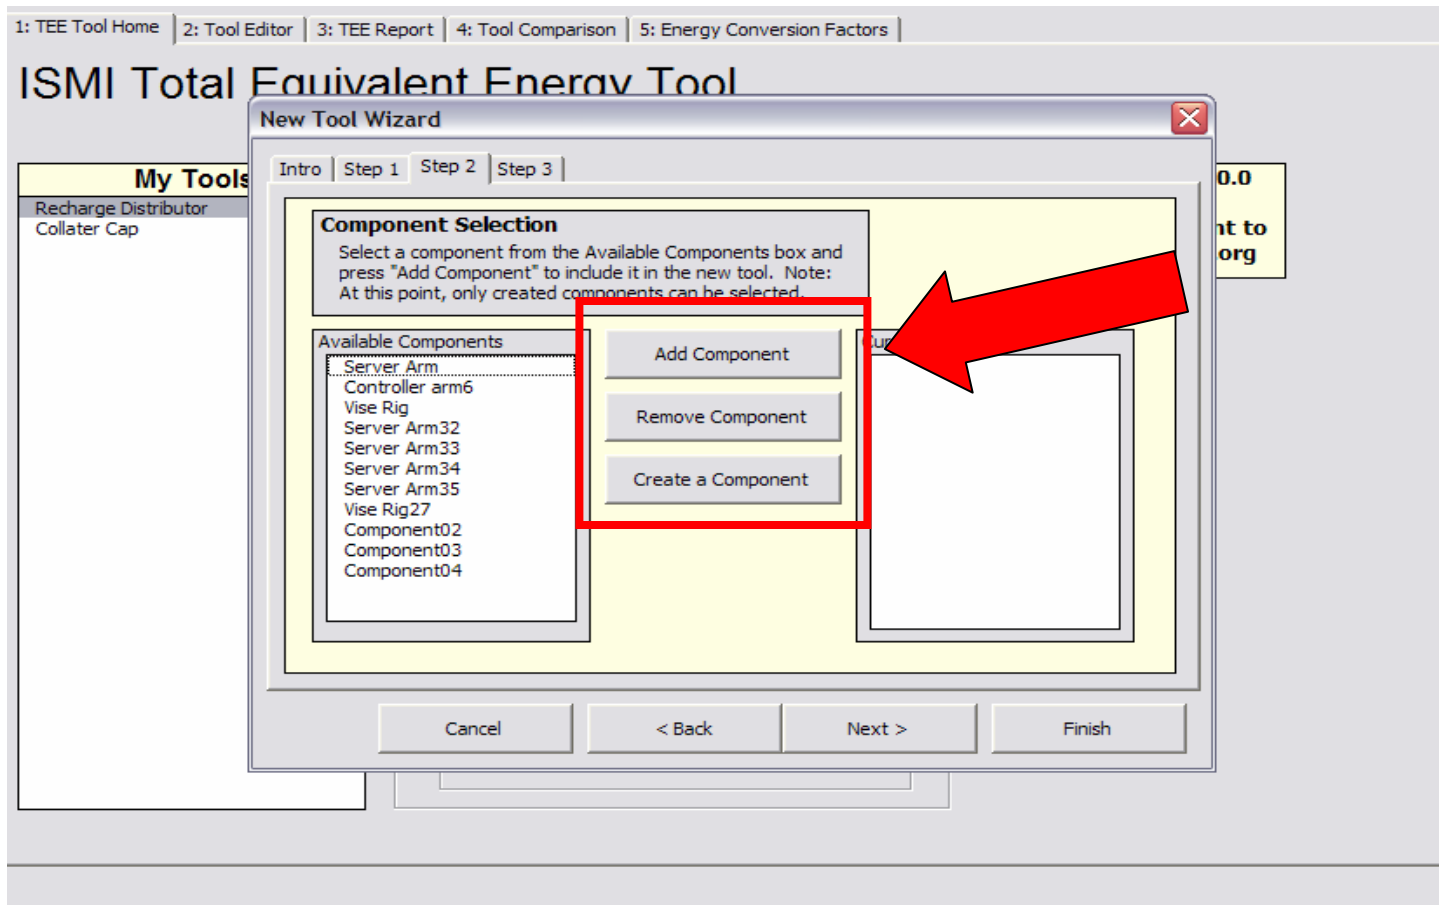 1: TEE Tool Home 2: Tool Editor 3: TEE Report 4: Tool Comparison 5: Energy Conversion Factors
ISMI Total Equivalent Energy Tool
New Tool Wizard
My Tools
Recharge Distributor
Collater Cap
0.0
nt to
.org
Intro Step 1 Step 2 Step 3
Component Selection
Select a component from the Available Components box and
press "Add Component" to include it in the new tool. Note:
At this point, only created components can be selected.
Available Components
Server Arm
Controller arm6
Vise Rig
Server Arm32
Server Arm33
Server Arm34
Server Arm35
Vise Rig27
Component02
Component03
Component04
Add Component
Remove Component
Create a Component
Cancel < Back Next > Finish